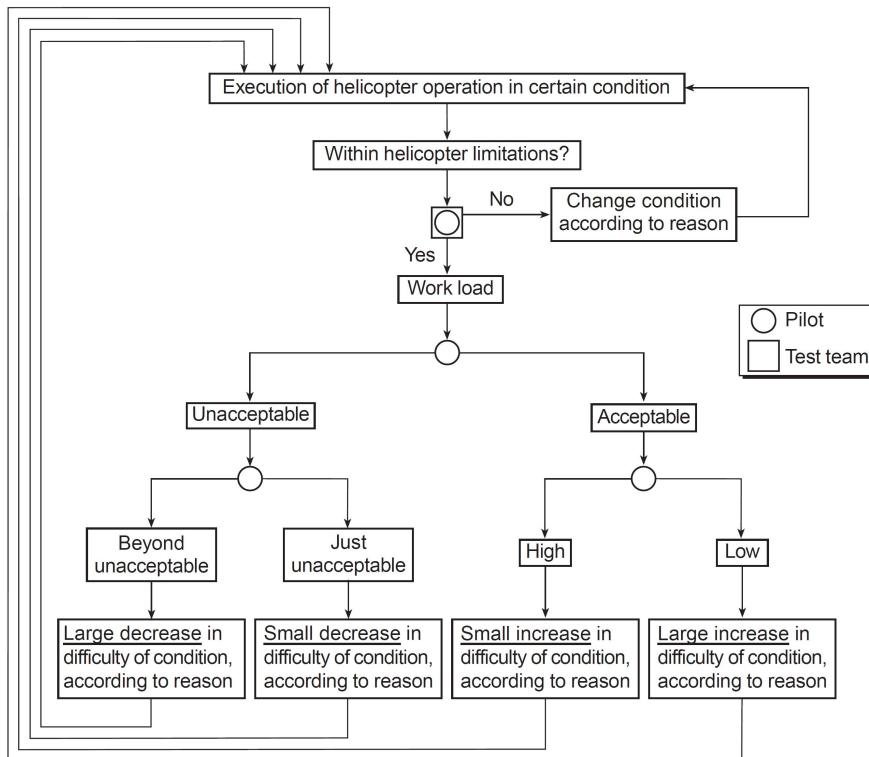 Execution of helicopter operation in certain condition
Within helicopter limitations?
No
Change condition
according to reason
Yes
Work load
Pilot
Test team
Unacceptable
Acceptable
Beyond
unacceptable
Just
unacceptable
High
Low
Large decrease in
difficulty of condition,
according to reason
Small decrease in
difficulty of condition,
according to reason
Small increase in
difficulty of condition,
according to reason
Large increase in
difficulty of condition,
according to reason